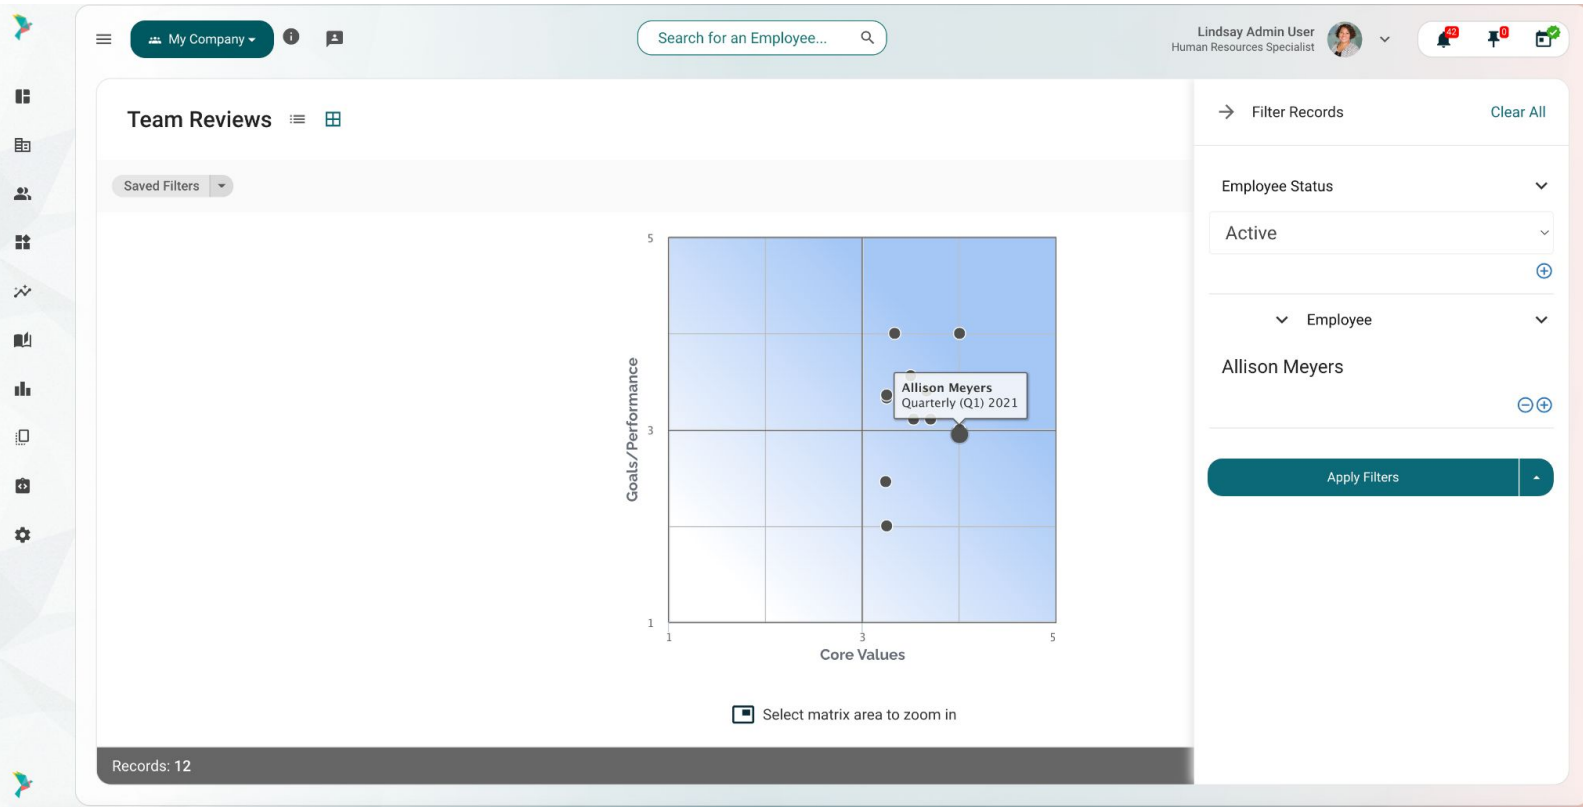 My Company
Search for an Employee...
Lindsay Admin User
Human Resources Specialist
42
0
Team Reviews
Filter Records
Clear All
Saved Filters
Employee Status
Active
Employee
Allison Meyers
Apply Filters
5
Allison Meyers
Quarterly (Q1) 2021
Goals/Performance
3
1
1
3
5
Core Values
Select matrix area to zoom in
Records: 12